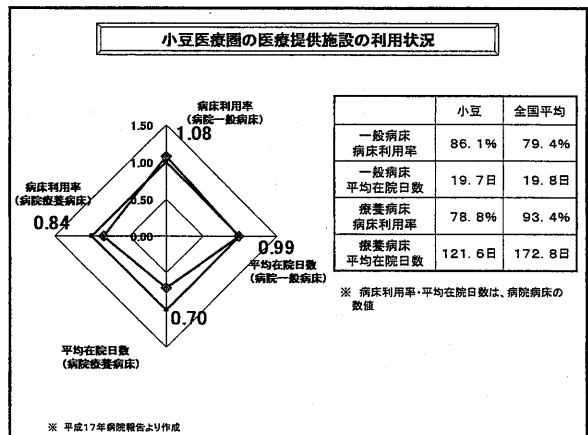 小豆医療圏の医療提供施設の利用状況
病床利用率
(病院一般病床)
1.50
1.08
1.00
病床利用率
(病院療養病床)
0.84
0.50
0.00
0.99
平均在院日数
(病院一般病床)
0.70
平均在院日数
(病院療養病床)
小豆 全国平均
一般病床
病床利用率 86.1% 79.4%
一般病床
平均在院日数 19.7日 19.8日
療養病床
病床利用率 78.8% 93.4%
療養病床
平均在院日数 121.6日 172.8日
※ 病床利用率・平均在院日数は、病院病床の
数値
※ 平成17年病院報告より作成